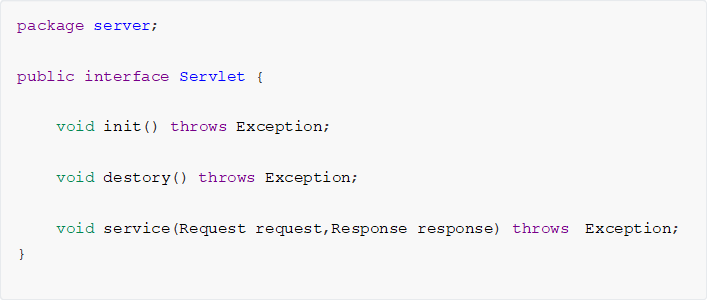 package server;
public interface Servlet {
void init() throws Exception;
void destory() throws Exception;
void service(Request request,Response response) throws Exception;
}